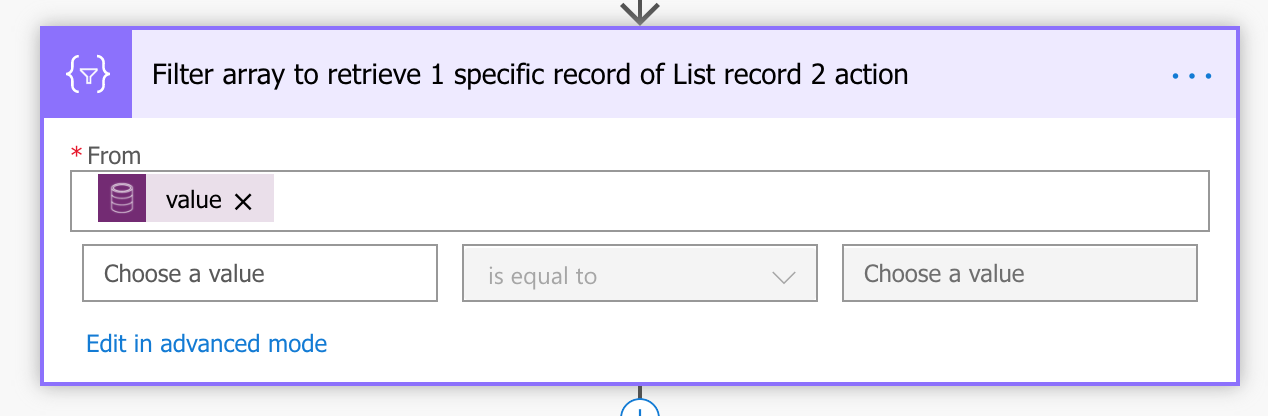 Filter array to retrieve 1 specific record of List record 2 action
* From
value
Choose a value is equal to Choose a value
Edit in advanced mode